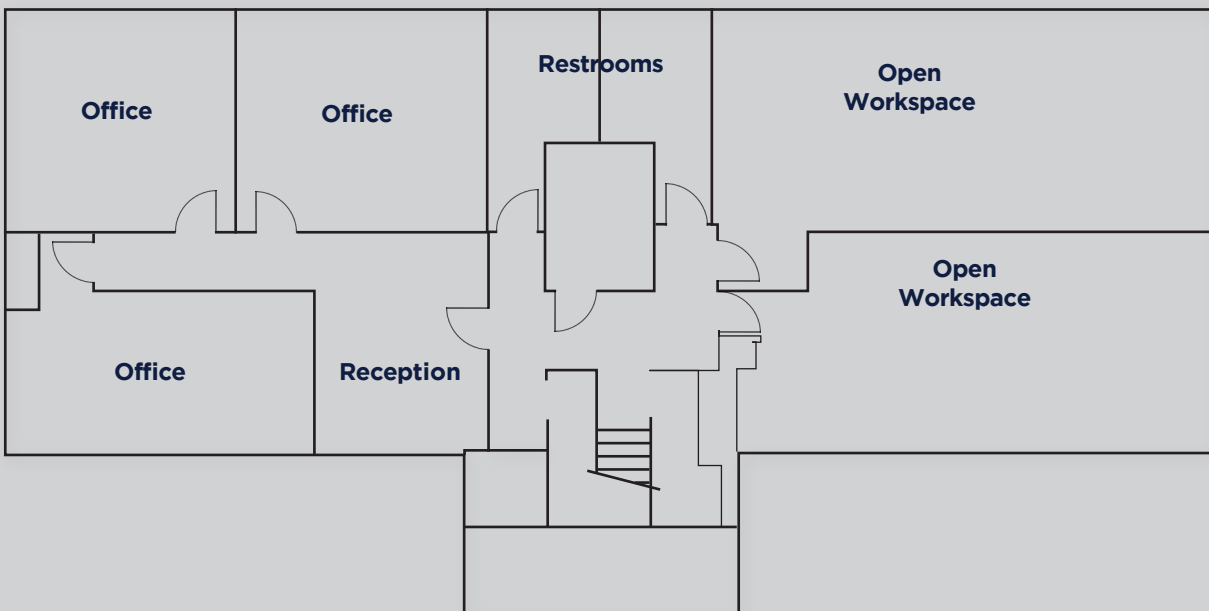 Restrooms
Open
Workspace
Office
Office
Open
Workspace
Office
Reception